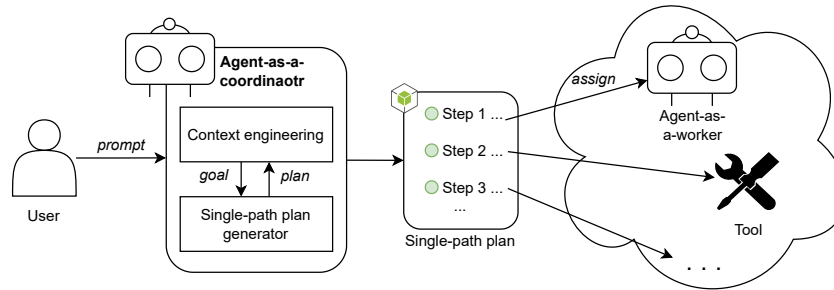 Agent-as-a-
coordinaotr
Context engineering
goal
plan
Single-path plan
generator
prompt
User
Step 1 ...
Step 2 ...
Step 3 ...
...
Single-path plan
assign
Agent-as-
a-worker
Tool
. . .